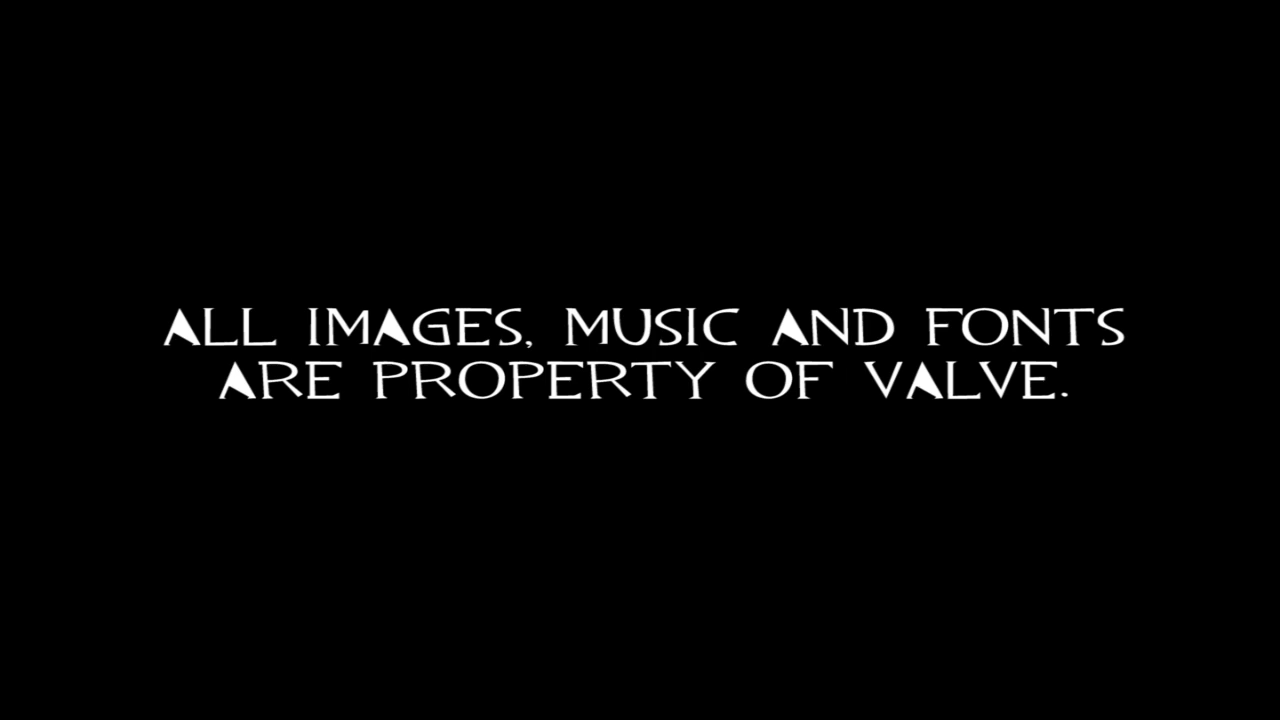 ALL IMAGES, MUSIC AND FONTS
ARE PROPERTY OF VALVE.